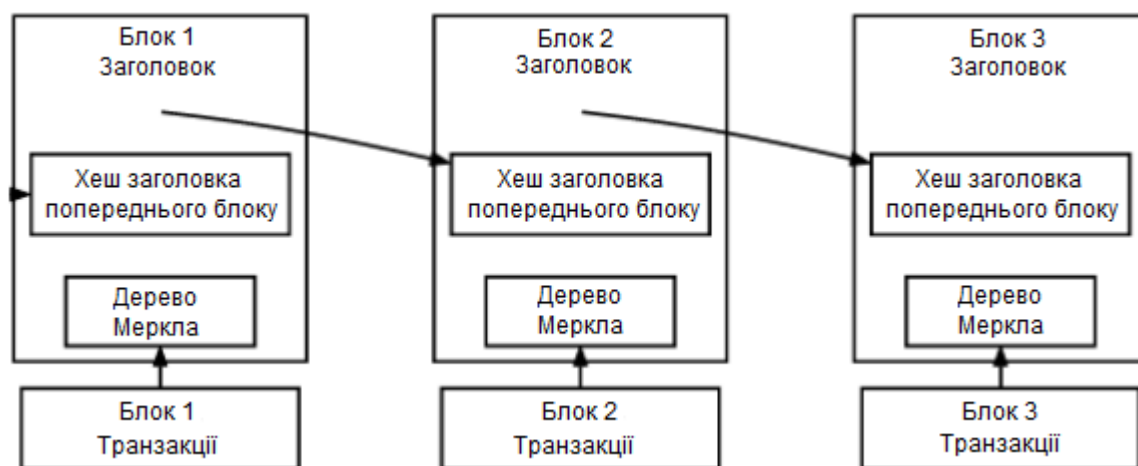 Блок 1
Заголовок
Хеш заголовка
попереднього блоку
Дерево
Меркла
Блок 1
Транзакції
Блок 2
Заголовок
Хеш заголовка
попереднього блоку
Дерево
Меркла
Блок 2
Транзакції
Блок 3
Заголовок
Хеш заголовка
попереднього блоку
Дерево
Меркла
Блок 3
Транзакції